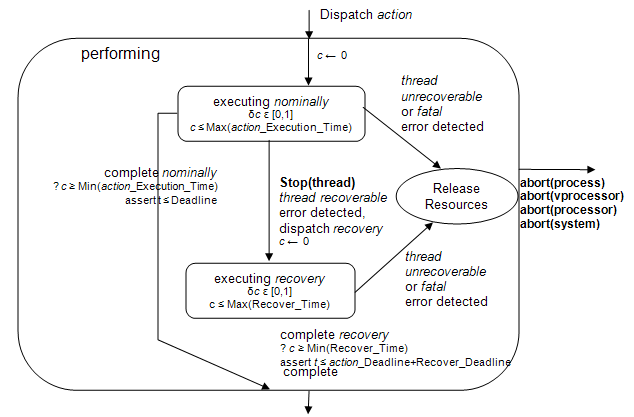 Dispatch action
performing
c ← 0
executing nominally
δc ε [0,1]
c ≤ Max(action_Execution_Time)
thread
unrecoverable
or fatal
error detected
complete nominally
? c ≥ Min(action_Execution_Time)
assert t ≤ Deadline
Stop(thread)
thread recoverable
error detected,
dispatch recovery
c ← 0
Release
Resources
abort(process)
abort(vprocessor)
abort(processor)
abort(system)
executing recovery
δc ε [0,1]
c ≤ Max(Recover_Time)
thread
unrecoverable
or fatal
error detected
complete recovery
? c ≥ Min(Recover_Time)
assert t ≤ action_Deadline+Recover_Deadline
complete